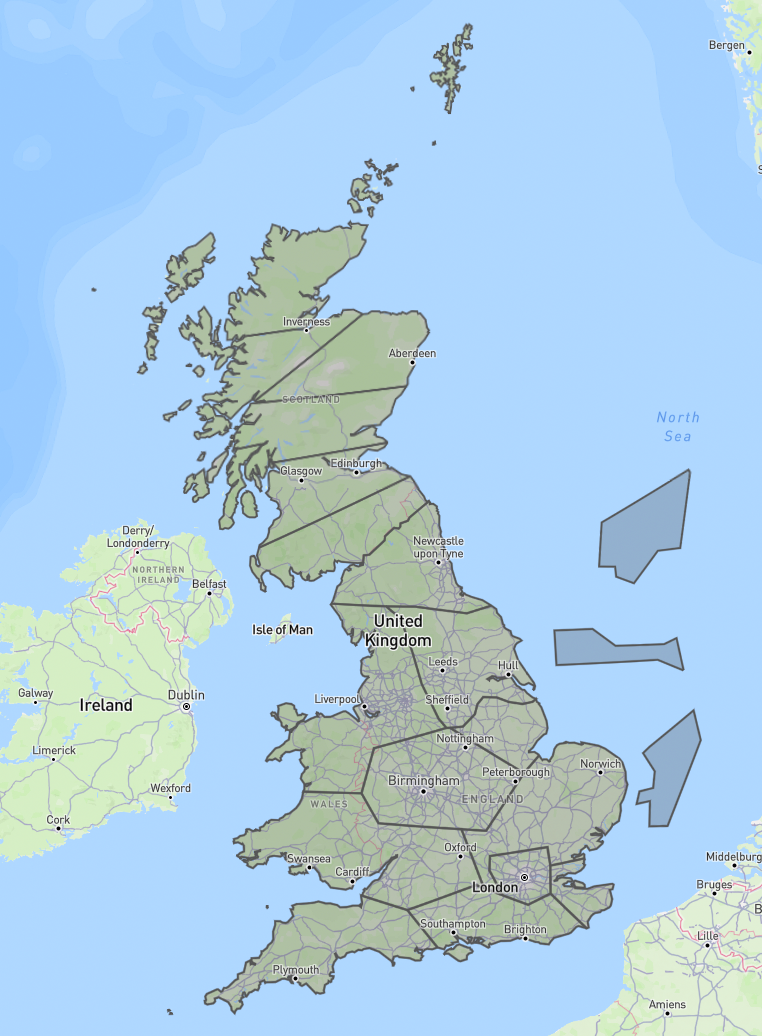 Bergen
S
Inverness
Aberdeen
SCOTLAND
North
Sea
Glasgow
Edinburgh
Derry/
Londonderry
Newcastle
upon Tyne
NORTHERN
IRELAND
Belfast
Isle of Man
United
Kingdom
Leeds
Hull
Galway
Ireland
Dublin
Liverpool
Sheffield
Limerick
Nottingham
Norwich
Peterborough
Birmingham
Wexford
WALES
ENGLAND
Cork
Oxford
Swansea
Cardiff
London
Middelburg
Bruges
B
Southampton
Brighton
Lille
Plymouth
Amiens